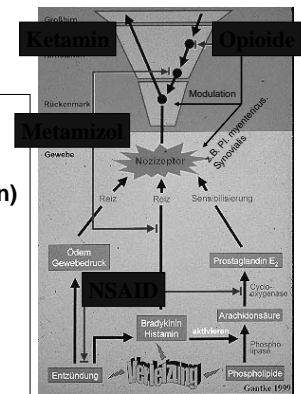 Großhirn
Ketamin Opioide
Rückenmark
Modulation
Metamizol
z.B. Pl. myentericus.
Synovialis
Gewebe
Nozizeptor
n)
Reiz Reiz Sensibilisierung
Ödem
Gewebedruck
Prostaglandin E2
Cyclo-
oxygenase
NSAID
Arachidonsäure
Bradykinin
Histamin
aktivieren
Phospho-
lipase
Entzündung
Verletzung
Phospholipide
Gantke 1999